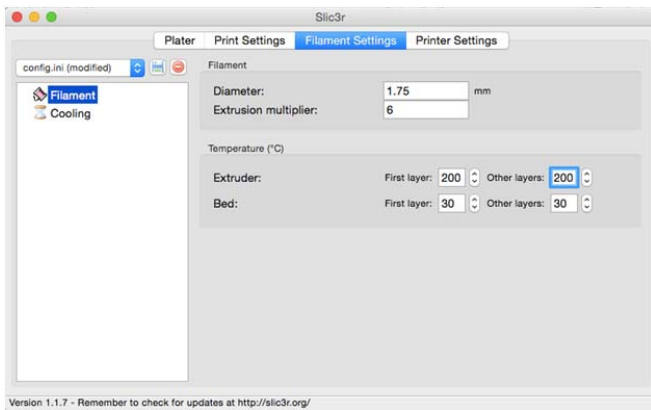 Slic3r
Plater Print Settings Filament Settings Printer Settings
config.ini (modified)
Filament
Cooling
Filament
Diameter: 1.75 mm
Extrusion multiplier: 6
Temperature (°C)
Extruder: First layer: 200 Other layers: 200
Bed: First layer: 30 Other layers: 30
Version 1.1.7 - Remember to check for updates at http://slic3r.org/